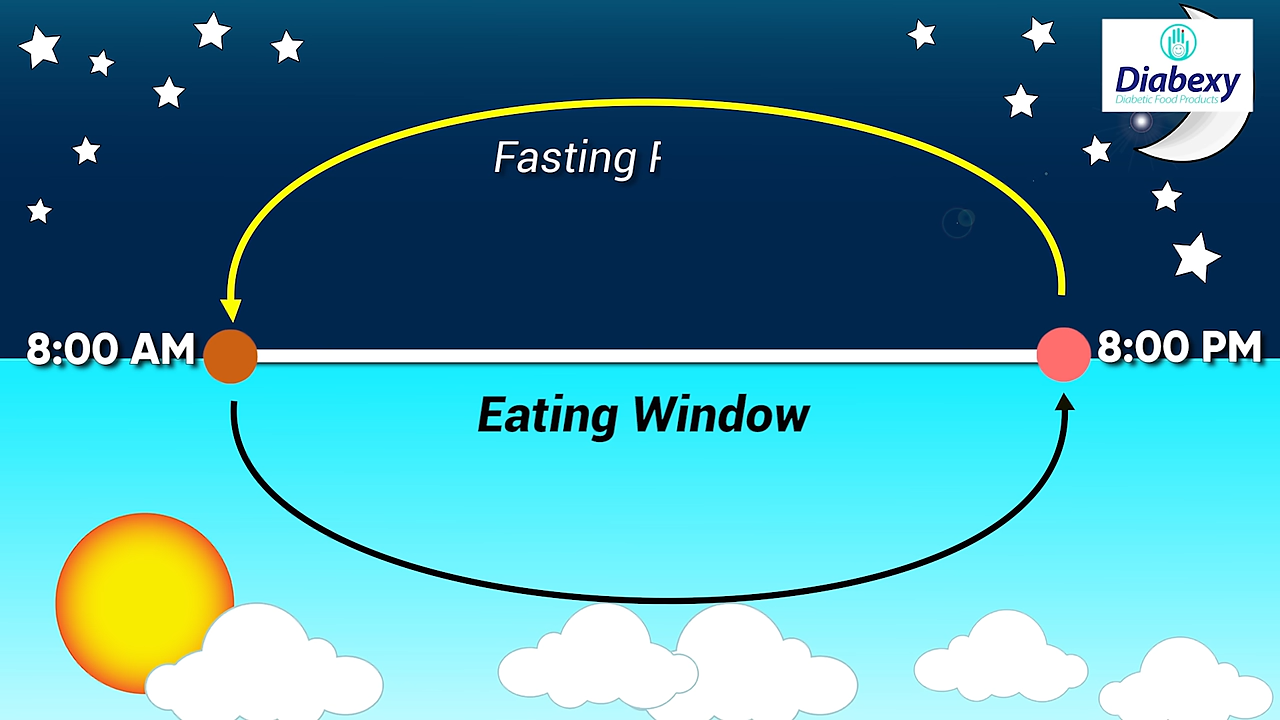 Diabexy
Diabetic Food Products
Fasting
8:00 AM
8:00 PM
Eating Window